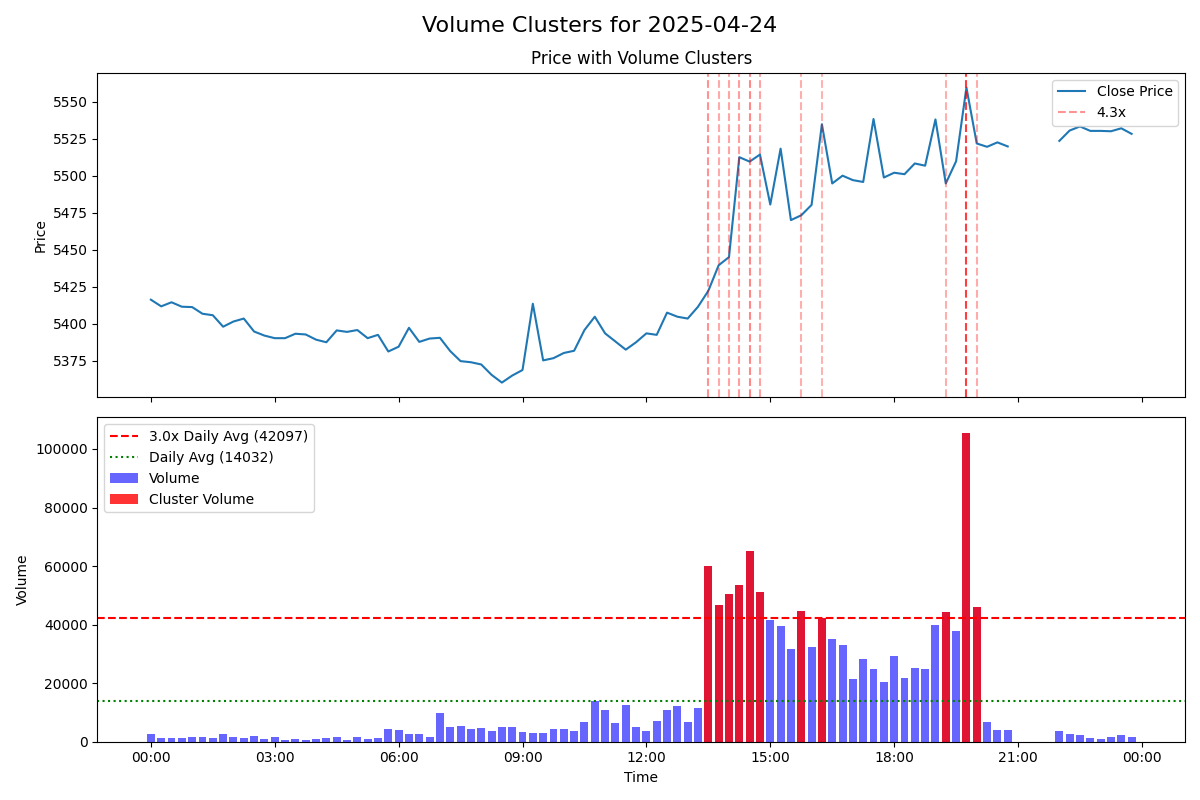 Volume Clusters for 2025-04-24
Price with Volume Clusters
Close Price
4.3x
5550
5525
5500
5475
5450
5425
5400
5375
Price
3.0x Daily Avg (42097)
Daily Avg (14032)
Volume
Cluster Volume
100000
80000
60000
40000
20000
0
Volume
00:00
03:00
06:00
09:00
12:00
15:00
18:00
21:00
00:00
Time